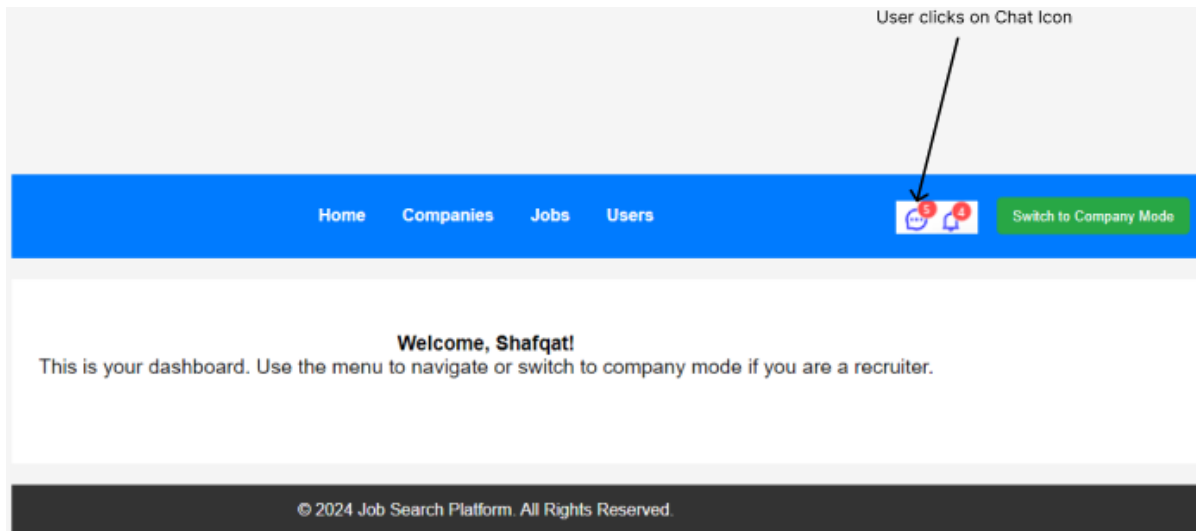 User clicks on Chat Icon
Home Companies Jobs Users 5 4 Switch to Company Mode
Welcome, Shafqat!
This is your dashboard. Use the menu to navigate or switch to company mode if you are a recruiter.
© 2024 Job Search Platform. All Rights Reserved.